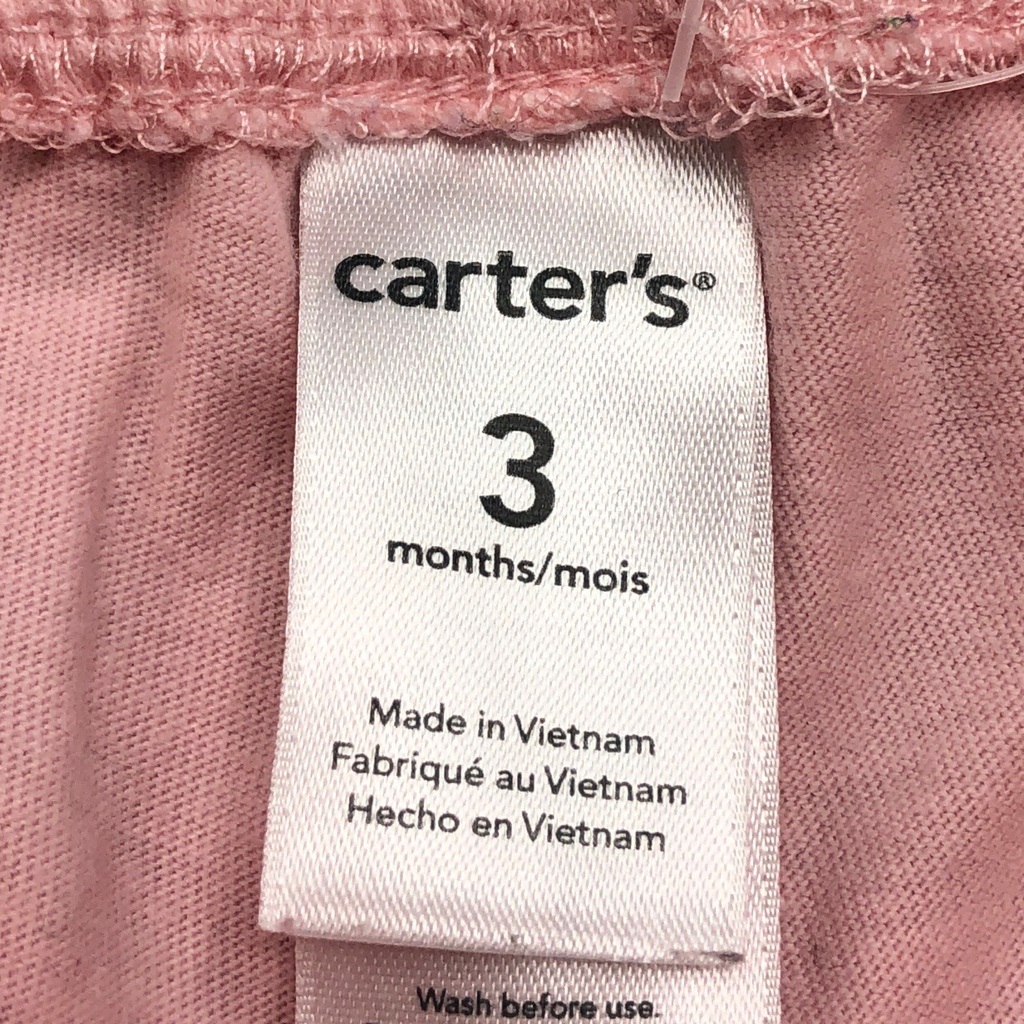 carter's®
3
months/mois
Made in Vietnam
Fabriqué au Vietnam
Hecho en Vietnam
Wash before use.